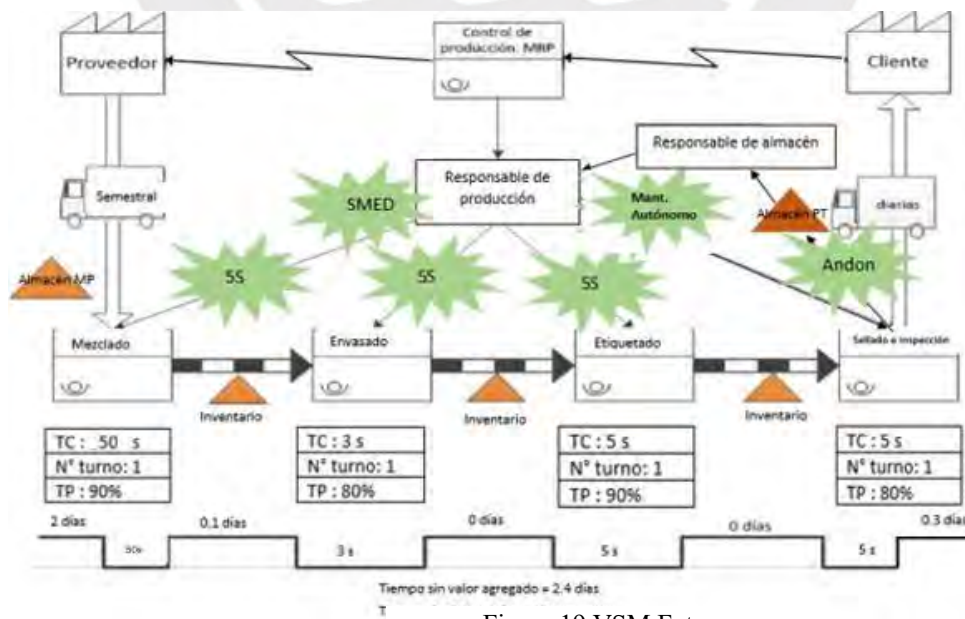 Proveedor
Control de
producción. MRP
Cliente
Responsable de almacén
Responsable de
producción
Semestral
SMED
Mant.
Autónomo
Almacén PT
diarias
Almacén MP
5S
5S
5S
Andon
Mezclado
Envasado
Etiquetado
Sellado e inspección
Inventario
Inventario
Inventario
TC : 50 s
N° turno: 1
TP : 90%
TC : 3 s
N° turno: 1
TP : 80%
TC : 5 s
N° turno: 1
TP : 90%
TC : 5 s
N° turno: 1
TP : 80%
2 días
0.1 días
0 días
0 días
0.3 días
50s
3 s
5 s
5 s
Tiempo sin valor agregado = 2.4 días
T
VSM